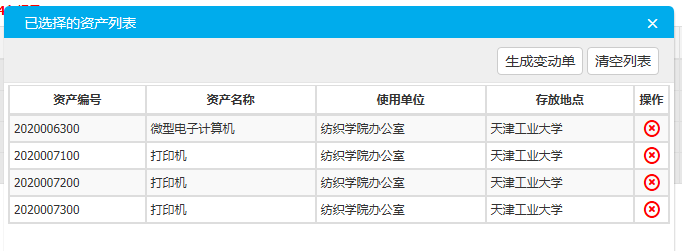 已选择的资产列表
生成变动单 清空列表
资产编号 资产名称 使用单位 存放地点 操作
2020006300 微型电子计算机 纺织学院办公室 天津工业大学
2020007100 打印机 纺织学院办公室 天津工业大学
2020007200 打印机 纺织学院办公室 天津工业大学
2020007300 打印机 纺织学院办公室 天津工业大学